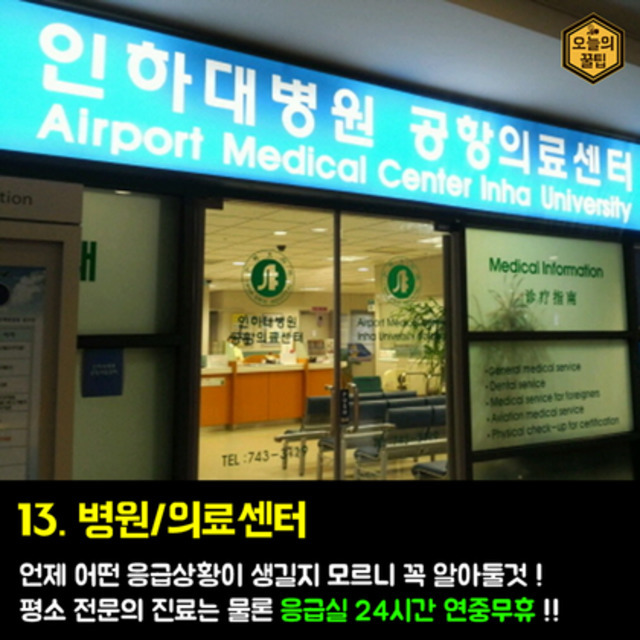 오늘의
꿀팁
인하대병원 공항의료센터
Airport Medical Center Inha University
인하대병원
공항의료센터
Medical Information
诊疗指南
· General medical service
· Dental service
· Medical service for foreigners
· Aviation medical service
· Physical check-up for certification
TEL : 743-
13. 병원/의료센터
언제 어떤 응급상황이 생길지 모르니 꼭 알아둘것 !
평소 전문의 진료는 물론 응급실 24시간 연중무휴 !!